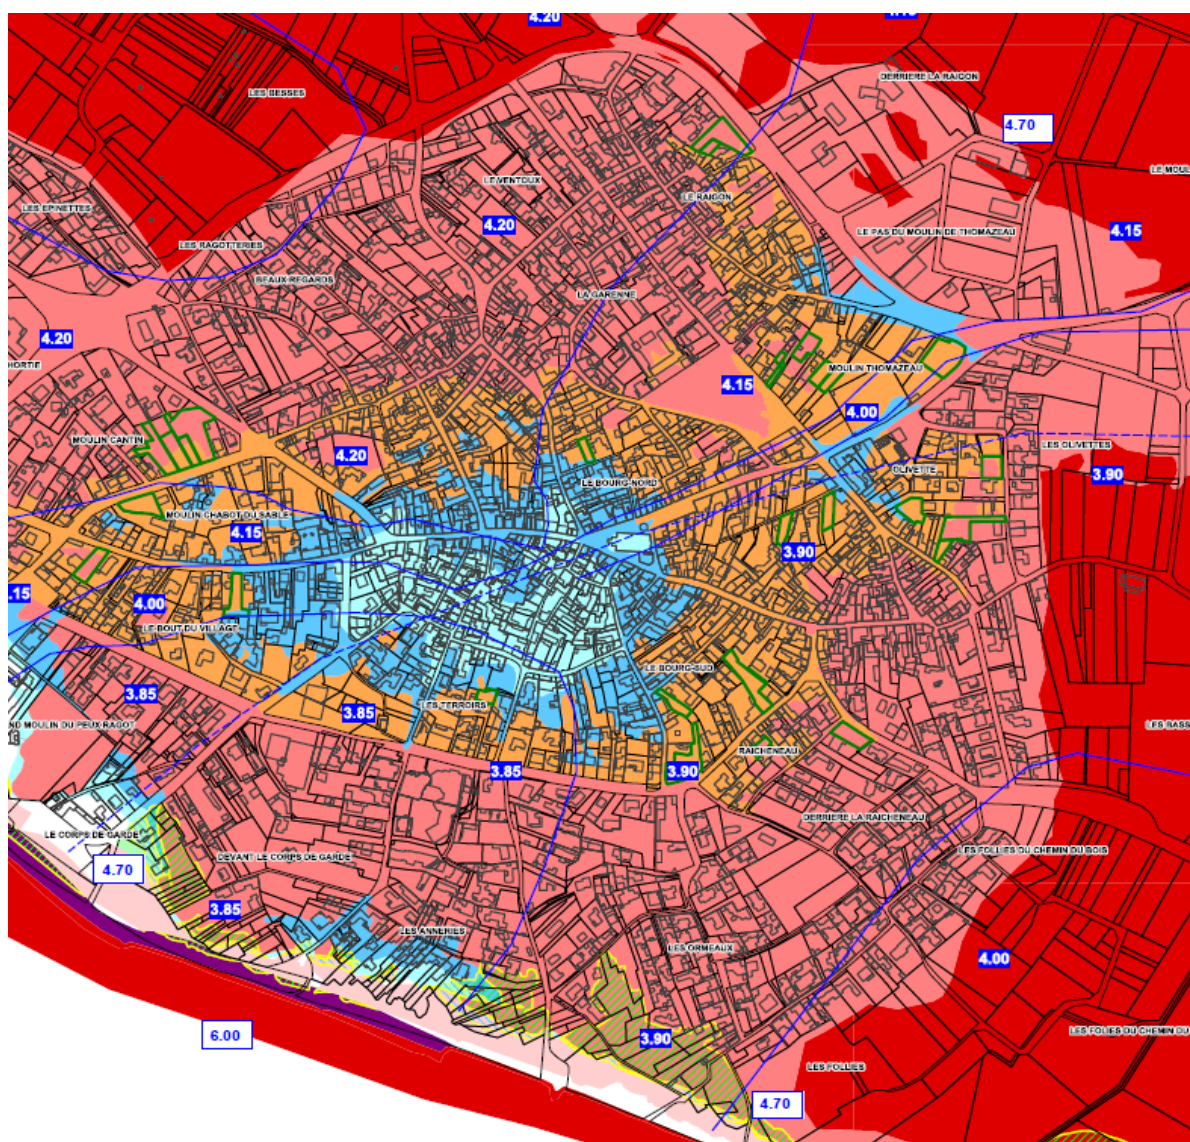 4.20
4.15
DERRIERE LA RAIGON
LES BESSES
4.70
LE MOUL
LE VENTOUX
LE RAIGON
LES EPINETTES
4.20
LE PAS DU MOULIN DE THOMAZEAU
4.15
LES RAGOTTERIES
BEAUX REGARDS
LA GARENNE
4.20
HORTIE
MOULIN THOMAZEAU
4.15
4.00
MOULIN CANTIN
LES OLIVETTES
4.20
OLIVETTE
3.90
LE BOURG-NORD
MOULIN CHABOT DU SABLE
4.15
3.90
.15
4.00
LE BOUT DU VILLAGE
LE BOURG-SUD
3.85
LES TERROIRS
3.85
ND MOULIN DU PEUX-RAGOT
LES BASS
RAICHENEAU
3.85
3.90
DERRIERE LA RAICHENEAU
LE CORPS DE GARDE
DEVANT LE CORPS DE GARDE
LES FOLLIES DU CHEMIN DU BOIS
4.70
3.85
LES ANNERIES
LES ORMEAUX
4.00
6.00
3.90
LES FOLIES DU CHEMIN DU
LES FOLLIES
4.70